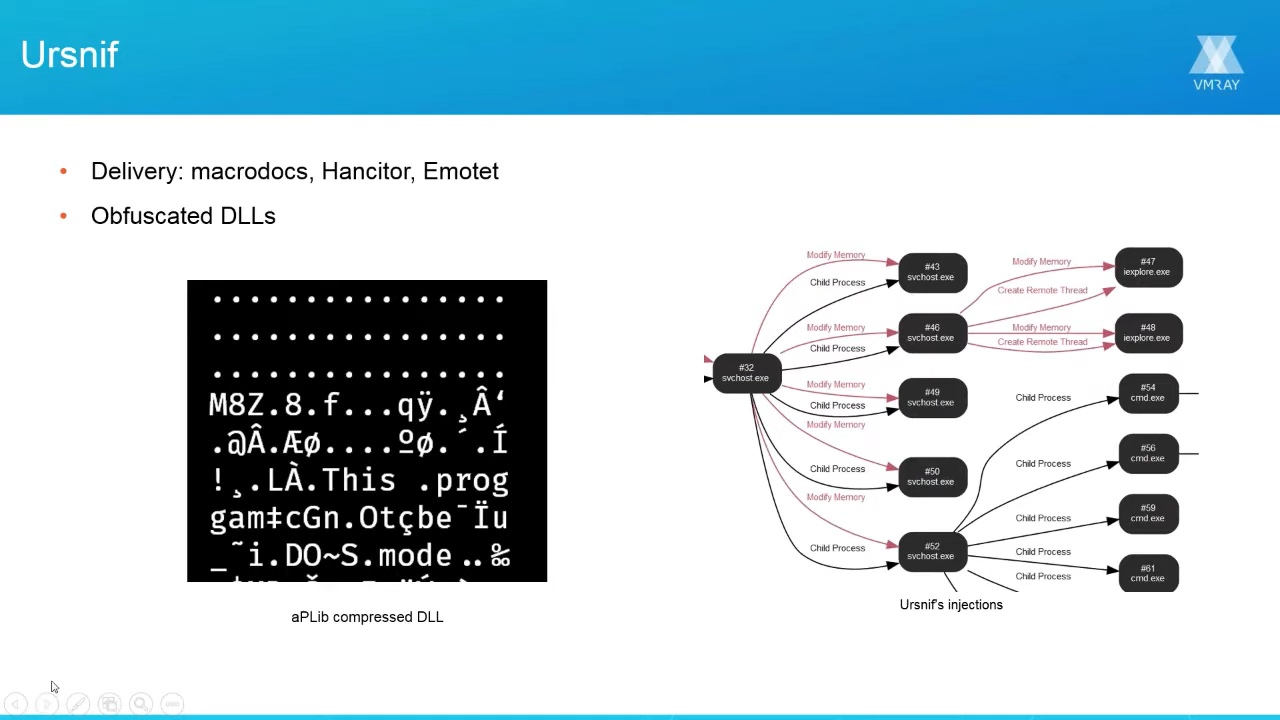 Ursnif
VMRAY
• Delivery: macrodocs, Hancitor, Emotet
• Obfuscated DLLs
................
................
................
M8Z.8.f...qÿ.¸Â‘
.@Â.Æø....ºø.´.Í
!¸.LÀ.This .prog
gam‡cGn.Otçbe¯Ïu
_˜i.DO~S.mode..‰
aPLib compressed DLL
Modify Memory
Child Process
#43
svchost.exe
Modify Memory
Create Remote Thread
#47
iexplore.exe
Modify Memory
Child Process
#46
svchost.exe
Modify Memory
Create Remote Thread
#48
iexplore.exe
#32
svchost.exe
Modify Memory
Child Process
#49
svchost.exe
Child Process
#54
cmd.exe
Modify Memory
Child Process
#50
svchost.exe
Child Process
#56
cmd.exe
Modify Memory
Child Process
#52
svchost.exe
Child Process
#59
cmd.exe
Child Process
Child Process
#61
cmd.exe
Ursnif's injections